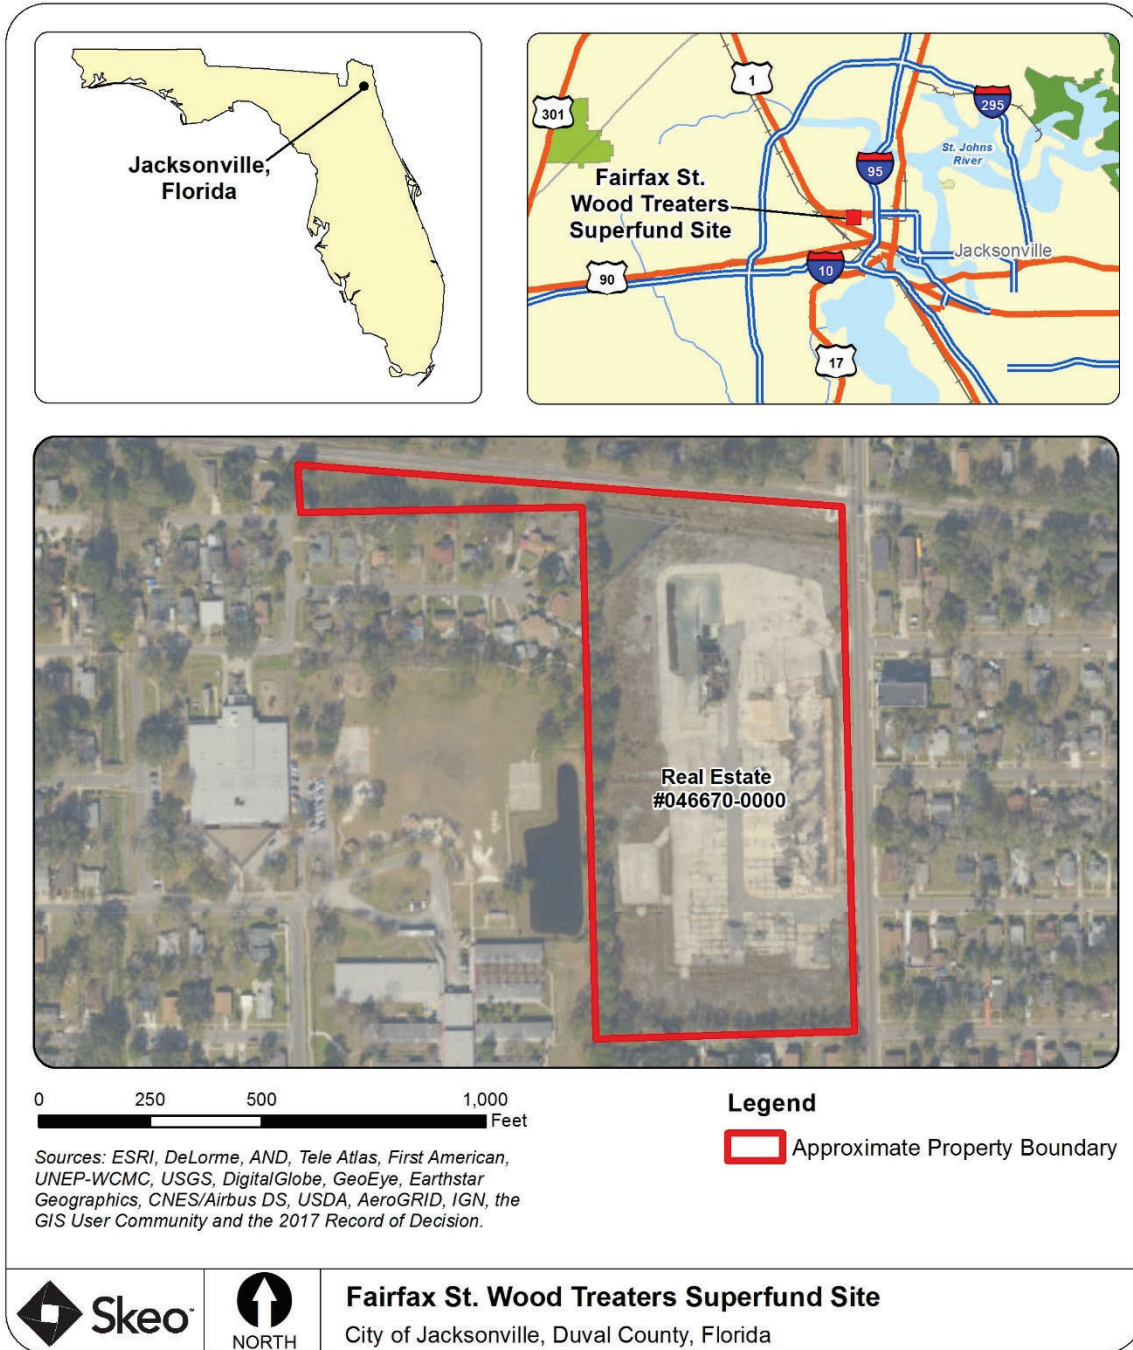 Jacksonville,
Florida
1
301
295
St. Johns
River
95
Fairfax St.
Wood Treaters
Superfund Site
Jacksonville
10
90
17
Real Estate
#046670-0000
0 250 500 1,000
Feet
Sources: ESRI, DeLorme, AND, Tele Atlas, First American,
UNEP-WCMC, USGS, DigitalGlobe, GeoEye, Earthstar
Geographics, CNES/Airbus DS, USDA, AeroGRID, IGN, the
GIS User Community and the 2017 Record of Decision.
Legend
Approximate Property Boundary
Skeo™
NORTH
Fairfax St. Wood Treaters Superfund Site
City of Jacksonville, Duval County, Florida